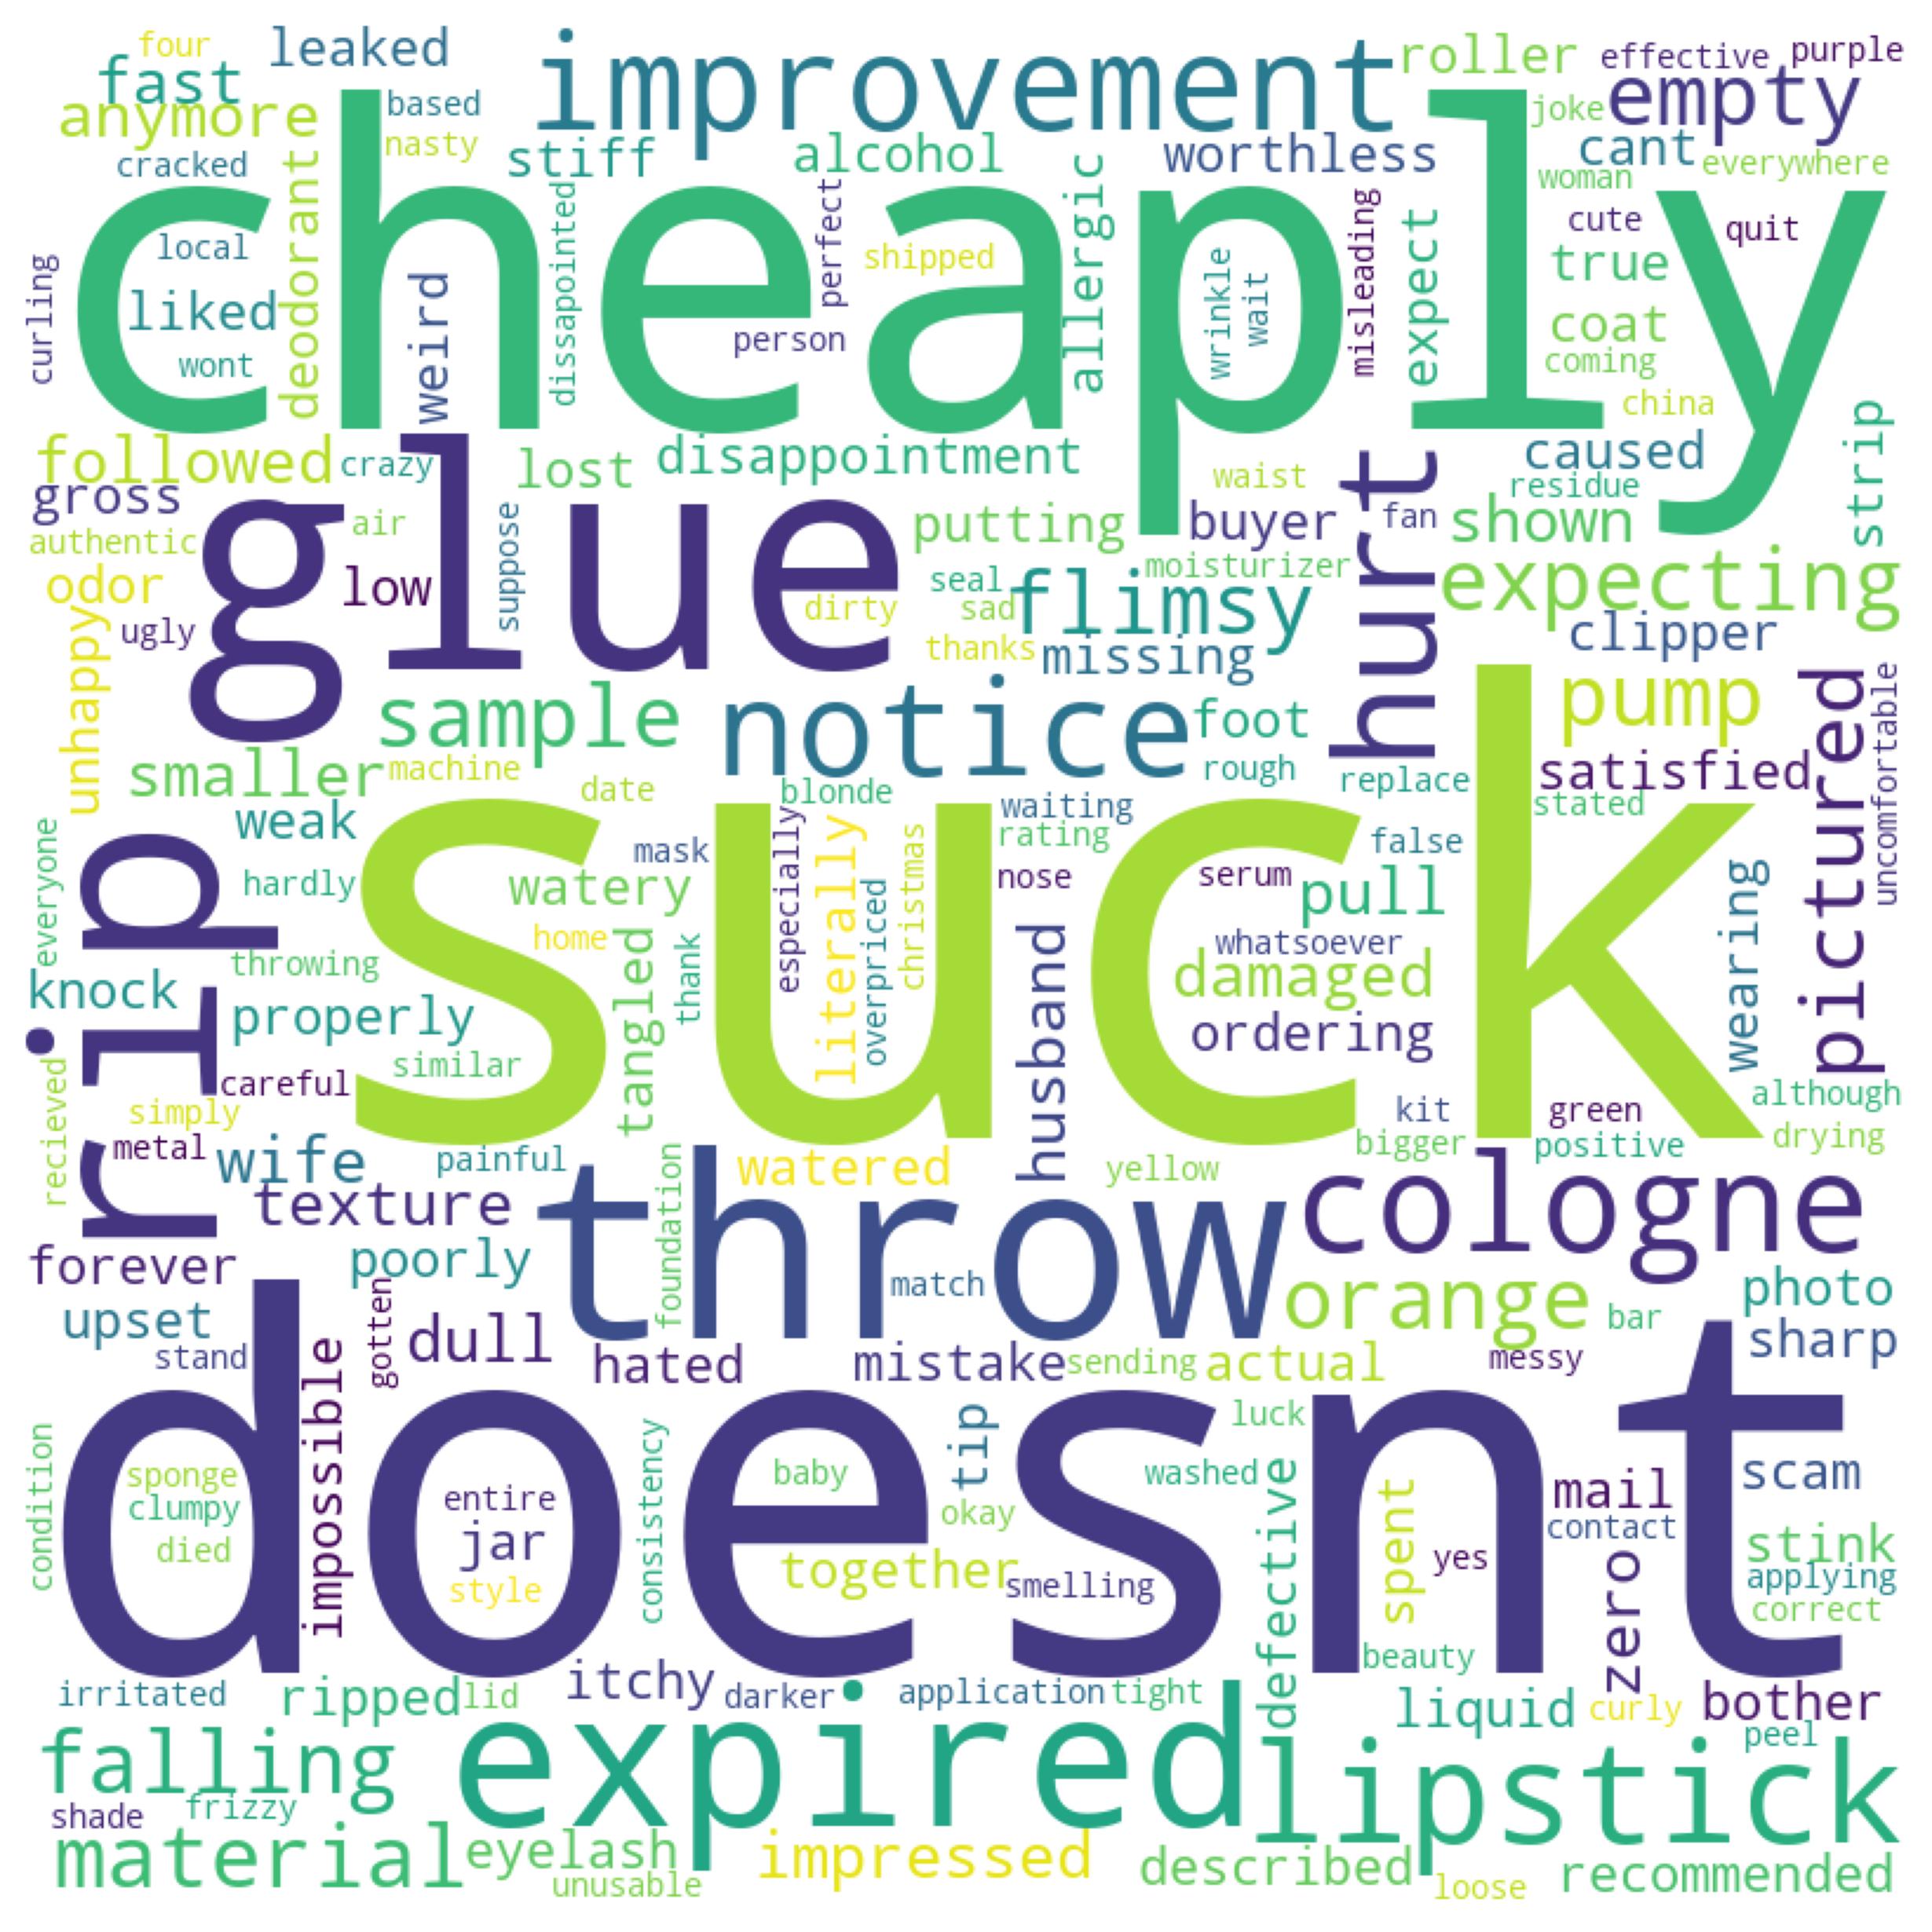 four
leaked
improvement
roller
effective
purple
fast
anymore
based
nasty
joke
empty
cracked
stiff
alcohol
worthless
cant
everywhere
woman
cheaply
deodorant
dissapointed
perfect
allergic
misleading
expect
cute
quit
local
shipped
true
curling
liked
weird
wrinkle
wait
coat
person
wont
coming
china
strip
followed
crazy
lost
disappointment
waist
caused
residue
gross
glue
suppose
putting
buyer
hurt
fan
shown
authentic
air
odor
low
seal
moisturizer
expecting
ugly
dirty
sad
flimsy
clipper
unhappy
thanks
missing
sample
notice
foot
pump
pictured
uncomfortable
smaller
machine
date
blonde
rough
replace
satisfied
stated
rip
weak
suck
waiting
rating
false
mask
everyone
hardly
watery
especially
literally
overpriced
christmas
nose
serum
pull
wearing
home
whatsoever
knock
throwing
tangled
thank
husband
damaged
properly
ordering
similar
recieved
careful
simply
kit
green
although
metal
wife
painful
watered
yellow
bigger
positive
drying
texture
foundation
throw
cologne
forever
poorly
match
orange
photo
upset
gotten
bar
stand
impossible
dull
hated
mistake
sending
actual
messy
sharp
doesnt
luck
condition
sponge
consistency
baby
tip
washed
defective
spent
mail
scam
clumpy
entire
okay
contact
died
jar
together
yes
zero
stink
style
smelling
applying
correct
beauty
irritated
ripped
lid
itchy
darker
application
tight
liquid
curly
bother
falling
expired
lipstick
peel
shade
frizzy
material
eyelash
impressed
described
recommended
unusable
loose